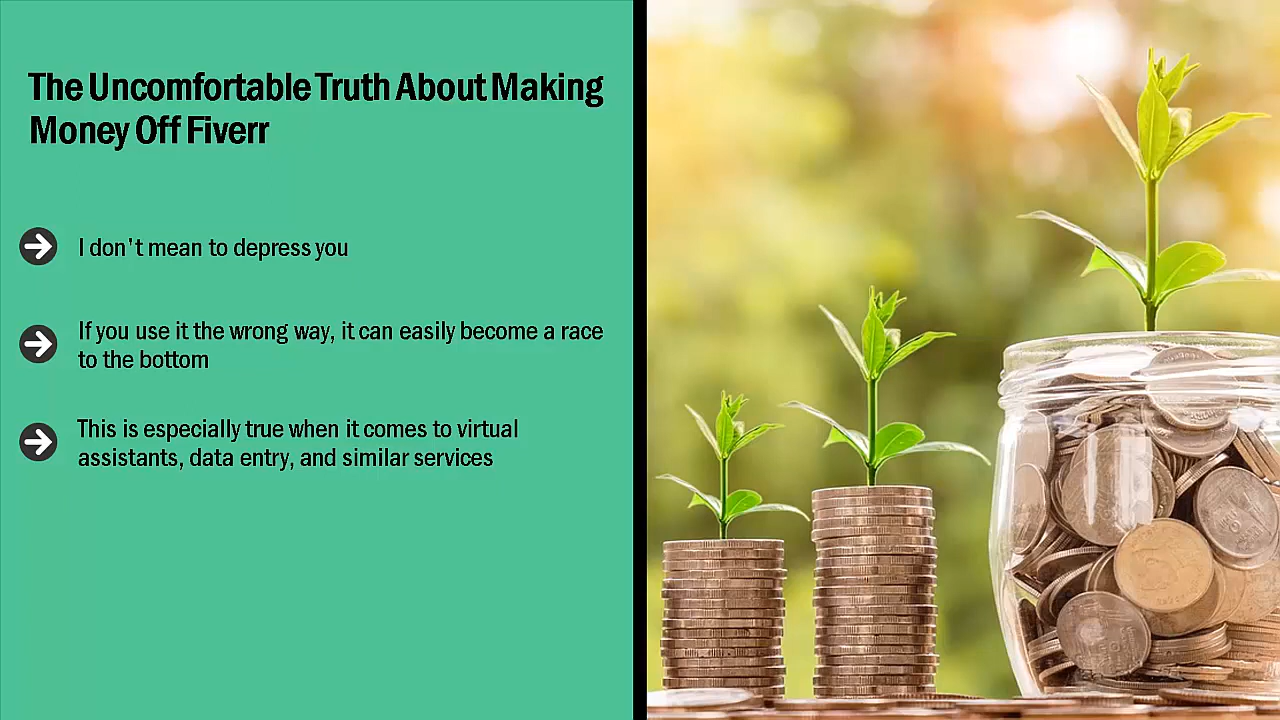 The Uncomfortable Truth About Making
Money Off Fiverr
I don't mean to depress you
If you use it the wrong way, it can easily become a race
to the bottom
This is especially true when it comes to virtual
assistants, data entry, and similar services